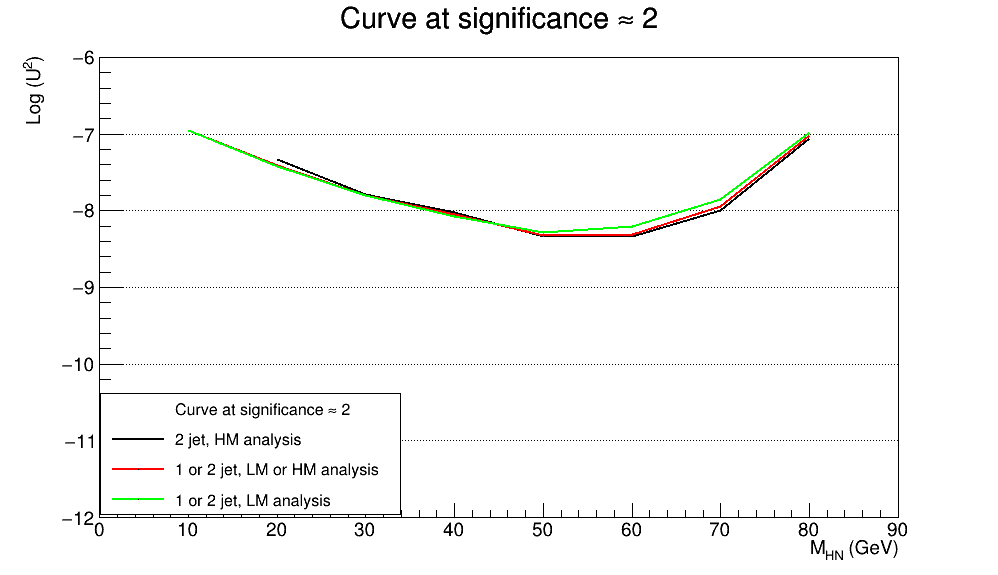 Curve at significance ≈ 2
Log (U²)
−6
−7
−8
−9
−10
−11
−12
Curve at significance ≈ 2
2 jet, HM analysis
1 or 2 jet, LM or HM analysis
1 or 2 jet, LM analysis
0 10 20 30 40 50 60 70 80 90
M_HN (GeV)